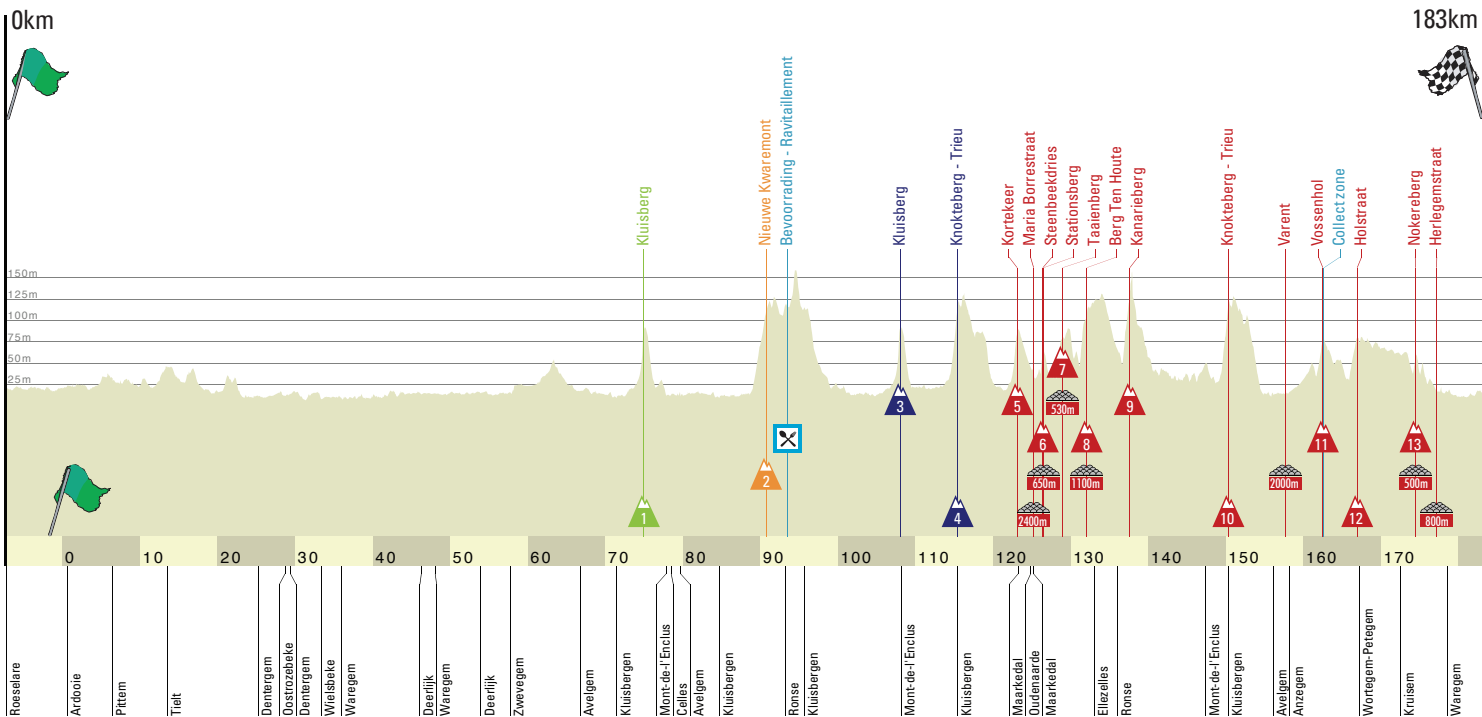 0km
183km
Kluisberg
Nieuwe Kwaremont
Bevoorrading - Ravitaillement
Kluisberg
Knokteberg - Trieu
Kortekeer
Maria Borrestraat
Steenbeekdries
Stationsberg
Taaienberg
Berg Ten Houte
Kanarieberg
Knokteberg - Trieu
Varent
Vossenhol
Collect zone
Holstraat
Nokereberg
Herlegemstraat
150m
125m
100m
75m
50m
25m
1
2
3
4
5
6
7
8
9
10
11
12
13
2400m
650m
530m
1100m
2000m
500m
800m
0 10 20 30 40 50 60 70 80 90 100 110 120 130 140 150 160 170
Roeselare
Ardooie
Pittem
Tielt
Dentergem
Oostrozebeke
Dentergem
Wielsbeke
Waregem
Deerlijk
Waregem
Deerlijk
Zwevegem
Avelgem
Kluisbergen
Mont-de-l'Enclus
Celles
Avelgem
Kluisbergen
Ronse
Kluisbergen
Mont-de-l'Enclus
Kluisbergen
Maarkedal
Oudenaarde
Maarkedal
Ellezelles
Ronse
Mont-de-l'Enclus
Kluisbergen
Avelgem
Anzegem
Wortegem-Petegem
Kruisem
Waregem